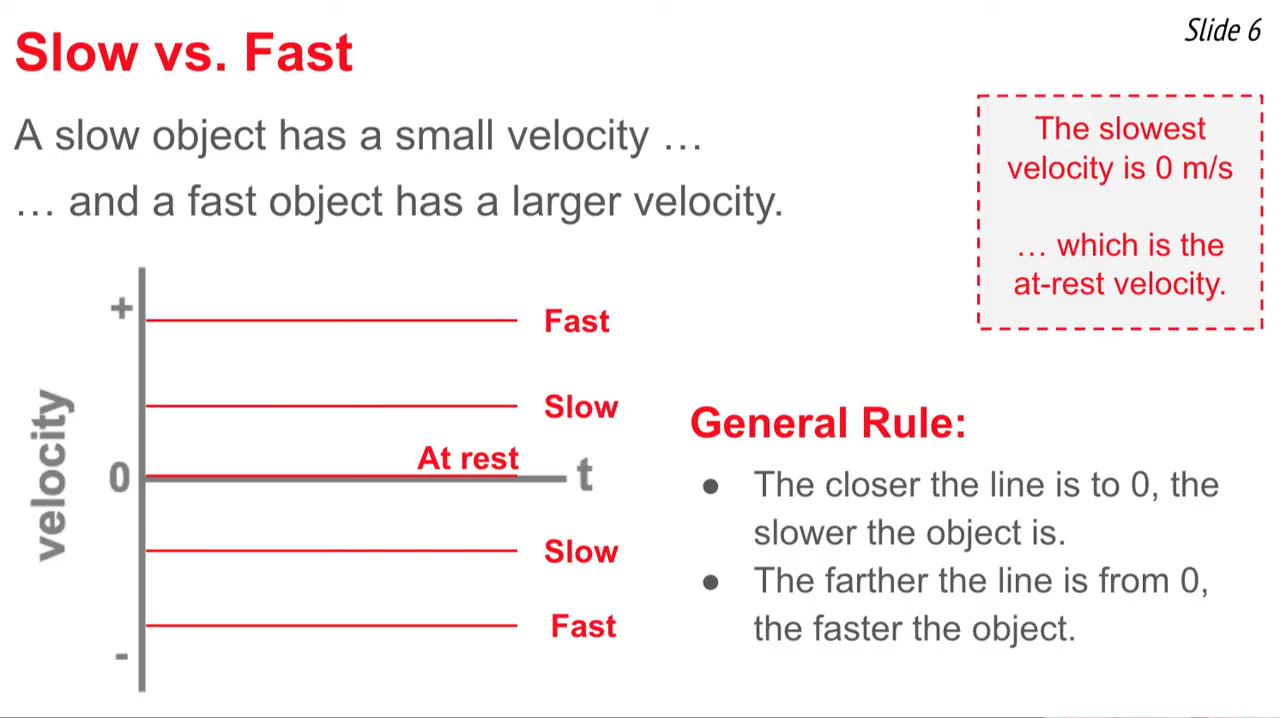 Slide 6
Slow vs. Fast
A slow object has a small velocity …
… and a fast object has a larger velocity.
The slowest
velocity is 0 m/s
… which is the
at-rest velocity.
velocity
+
0
-
Fast
Slow
At rest
t
Slow
Fast
General Rule:
● The closer the line is to 0, the
slower the object is.
● The farther the line is from 0,
the faster the object.